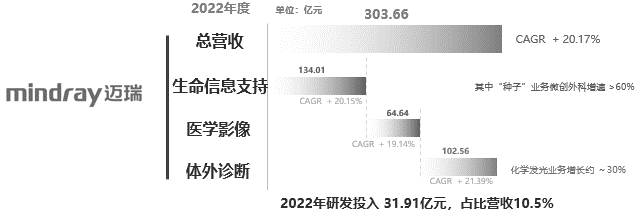 2022年度 单位：亿元 303.66
总营收 CAGR + 20.17%
mindray迈瑞
134.01
生命信息支持 其中“种子”业务微创外科增速 >60%
CAGR + 20.15%
64.64
医学影像
CAGR + 19.14%
102.56
体外诊断 化学发光业务增长约 ~30%
CAGR + 21.39%
2022年研发投入 31.91亿元，占比营收10.5%